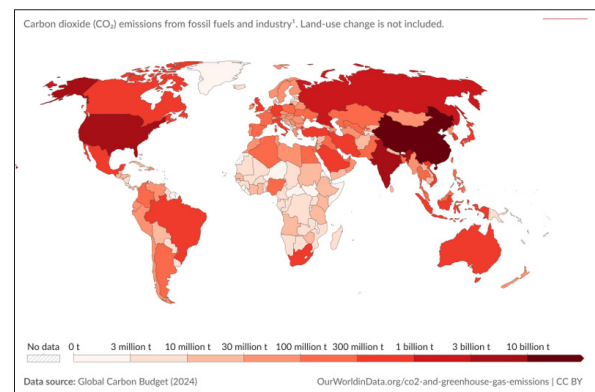 Carbon dioxide (CO₂) emissions from fossil fuels and industry¹. Land-use change is not included.
No data 0 t 3 million t 10 million t 30 million t 100 million t 300 million t 1 billion t 3 billion t 10 billion t
Data source: Global Carbon Budget (2024) OurWorldinData.org/co2-and-greenhouse-gas-emissions | CC BY